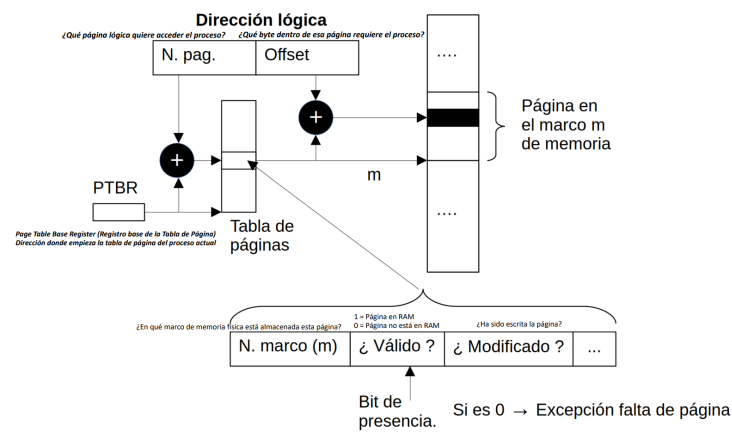 Dirección lógica
¿Qué página lógica quiere acceder el proceso?
¿Qué byte dentro de esa página requiere el proceso?
N. pag.
Offset
....
+
Página en
el marco m
de memoria
+
m
PTBR
....
Page Table Base Register (Registro base de la Tabla de Página)
Dirección donde empieza la tabla de página del proceso actual
Tabla de
páginas
¿En qué marco de memoria física está almacenada esta página?
1 = Página en RAM
0 = Página no está en RAM
¿Ha sido escrita la página?
N. marco (m)
¿ Válido ?
¿ Modificado ?
...
Bit de
presencia.
Si es 0 → Excepción falta de página